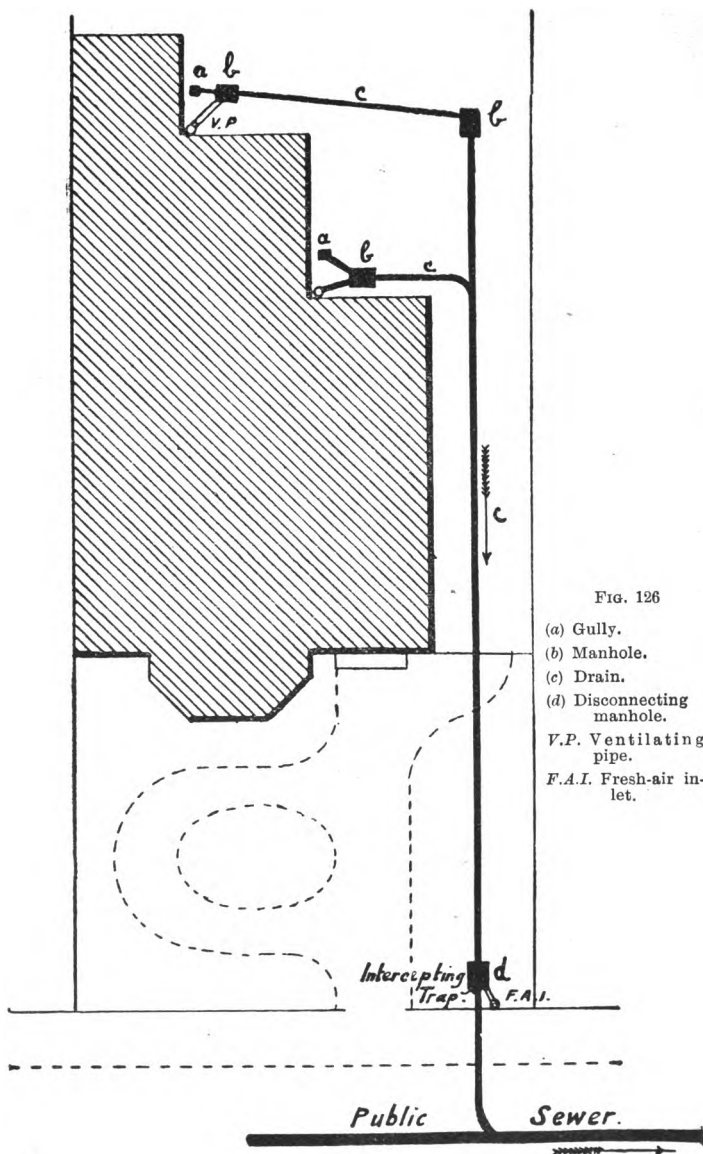 a b
c
b
V.P
a
b
c
c
FIG. 126
(a) Gully.
(b) Manhole.
(c) Drain.
(d) Disconnecting
manhole.
V.P. Ventilating
pipe.
F.A.I. Fresh-air in-
let.
Intercepting d
Trap. F.A.I.
Public Sewer.